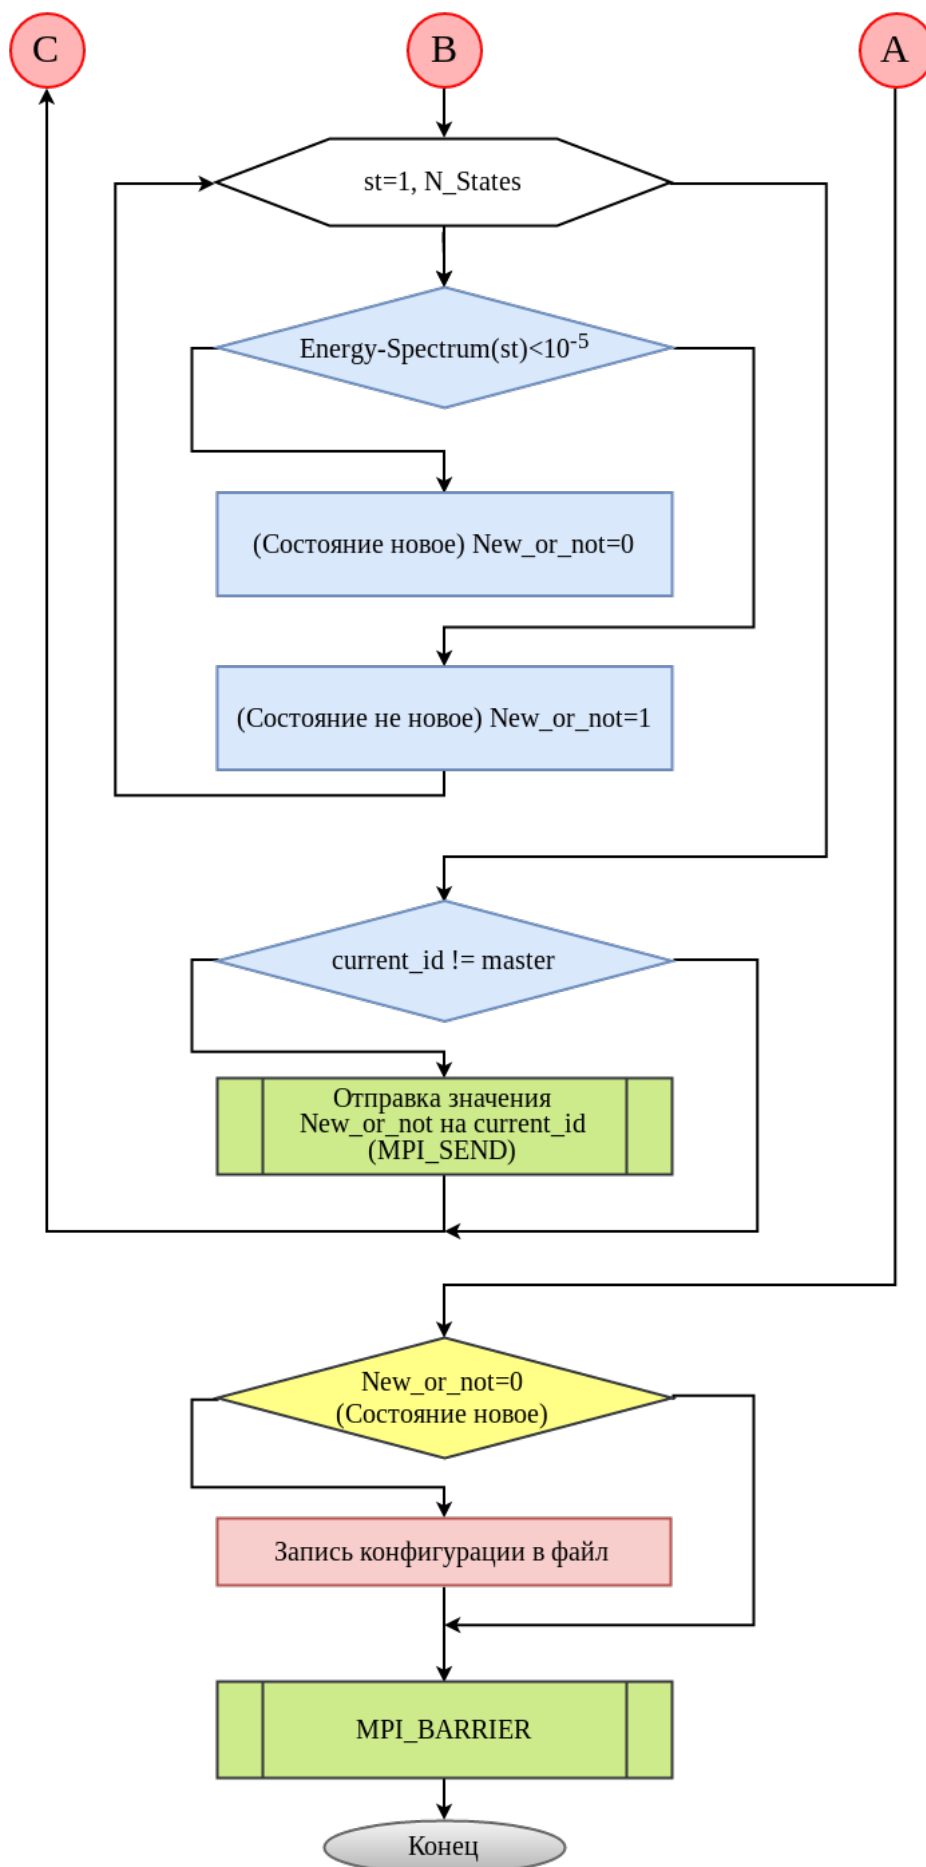 C
B
A
st=1, N_States
Energy-Spectrum(st)<10⁻⁵
(Состояние новое) New_or_not=0
(Состояние не новое) New_or_not=1
current_id != master
Отправка значения
New_or_not на current_id
(MPI_SEND)
New_or_not=0
(Состояние новое)
Запись конфигурации в файл
MPI_BARRIER
Конец